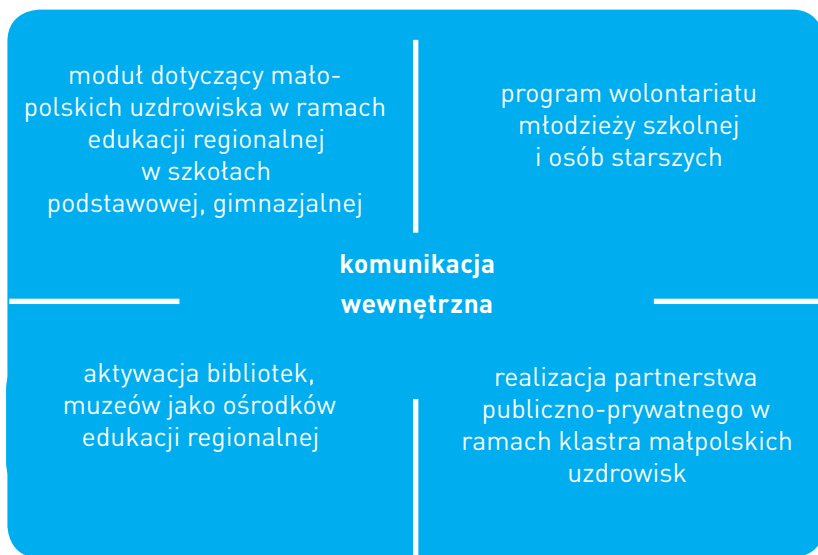 moduł dotyczący mało-
polskich uzdrowiska w ramach
edukacji regionalnej
w szkołach
podstawowej, gimnazjalnej
program wolontariatu
młodzieży szkolnej
i osób starszych
komunikacja
wewnętrzna
aktywacja bibliotek,
muzeów jako ośrodków
edukacji regionalnej
realizacja partnerstwa
publiczno-prywatnego w
ramach klastra małpolskich
uzdrowisk